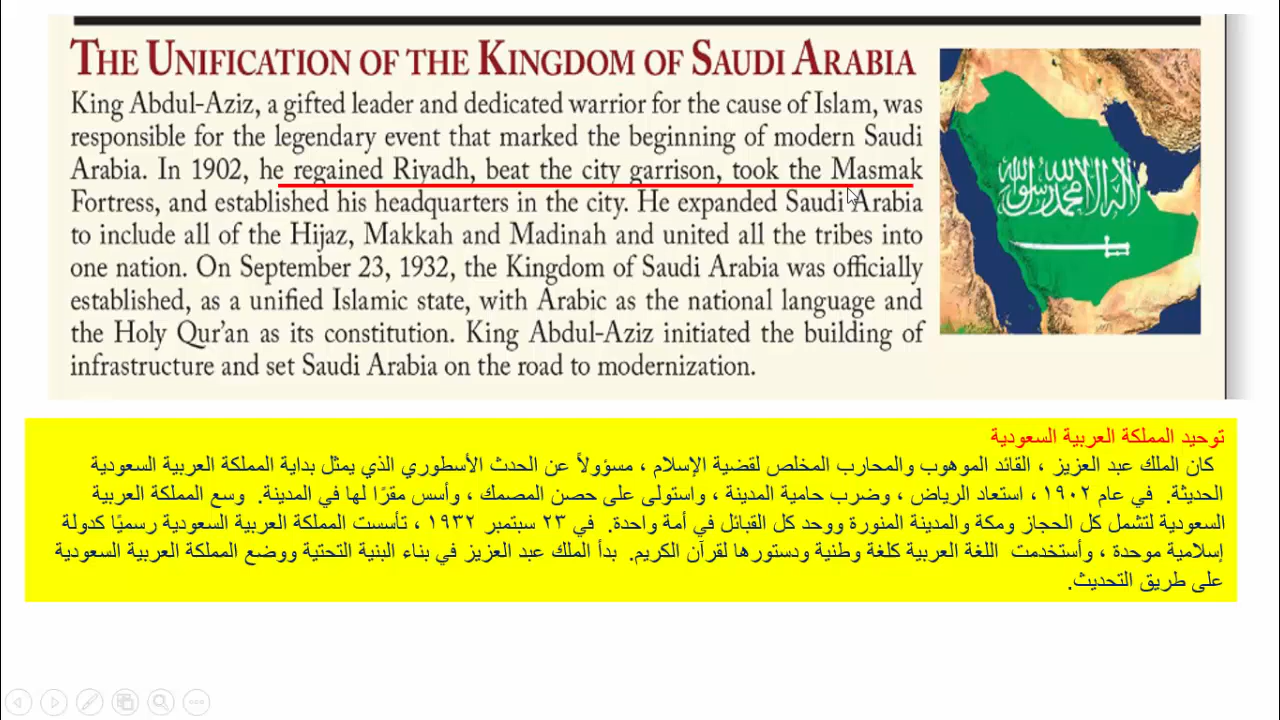 THE UNIFICATION OF THE KINGDOM OF SAUDI ARABIA
King Abdul-Aziz, a gifted leader and dedicated warrior for the cause of Islam, was
responsible for the legendary event that marked the beginning of modern Saudi
Arabia. In 1902, he regained Riyadh, beat the city garrison, took the Masmak
Fortress, and established his headquarters in the city. He expanded Saudi Arabia
to include all of the Hijaz, Makkah and Madinah and united all the tribes into
one nation. On September 23, 1932, the Kingdom of Saudi Arabia was officially
established, as a unified Islamic state, with Arabic as the national language and
the Holy Qur’an as its constitution. King Abdul-Aziz initiated the building of
infrastructure and set Saudi Arabia on the road to modernization.
لا إله إلا الله محمد رسول الله
توحيد المملكة العربية السعودية
كان الملك عبد العزيز ، القائد الموهوب والمحارب المخلص لقضية الإسلام ، مسؤولاً عن الحدث الأسطوري الذي يمثل بداية المملكة العربية السعودية
الحديثة. في عام ١٩٠٢ ، استعاد الرياض ، وضرب حامية المدينة ، واستولى على حصن المصمك ، وأسس مقرًا لها في المدينة. وسع المملكة العربية
السعودية لتشمل كل الحجاز ومكة والمدينة المنورة ووحد كل القبائل في أمة واحدة. في ٢٣ سبتمبر ١٩٣٢ ، تأسست المملكة العربية السعودية رسميًا كدولة
إسلامية موحدة ، وأستخدمت اللغة العربية كلغة وطنية ودستورها لقرآن الكريم. بدأ الملك عبد العزيز في بناء البنية التحتية ووضع المملكة العربية السعودية
على طريق التحديث.